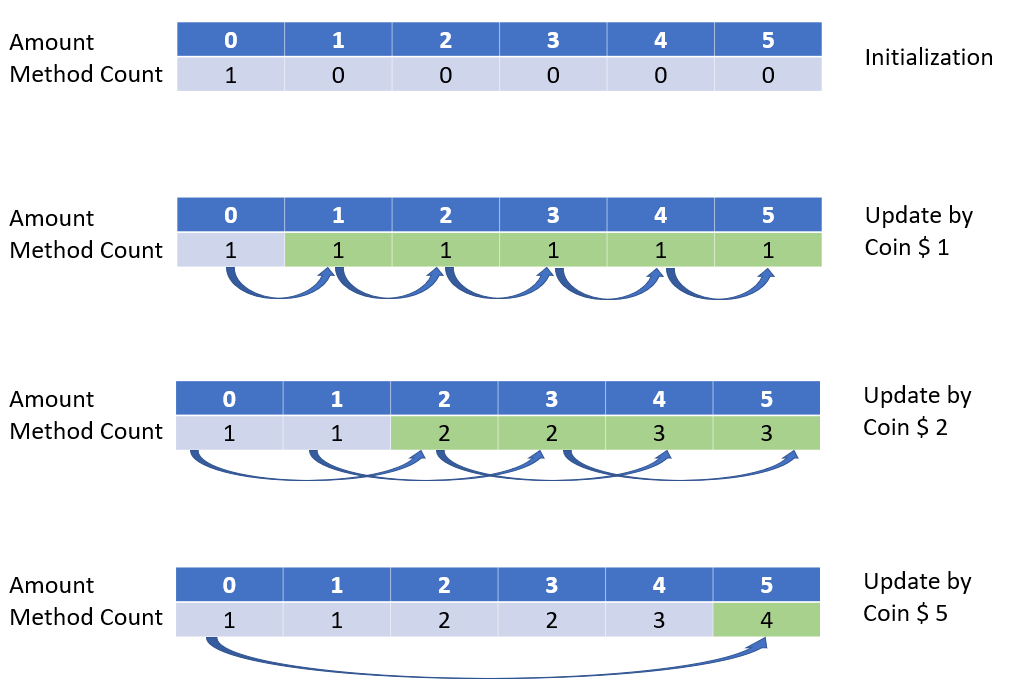 Amount 0 1 2 3 4 5
Method Count 1 0 0 0 0 0
Initialization
Amount 0 1 2 3 4 5
Method Count 1 1 1 1 1 1
Update by
Coin $ 1
Amount 0 1 2 3 4 5
Method Count 1 1 2 2 3 3
Update by
Coin $ 2
Amount 0 1 2 3 4 5
Method Count 1 1 2 2 3 4
Update by
Coin $ 5